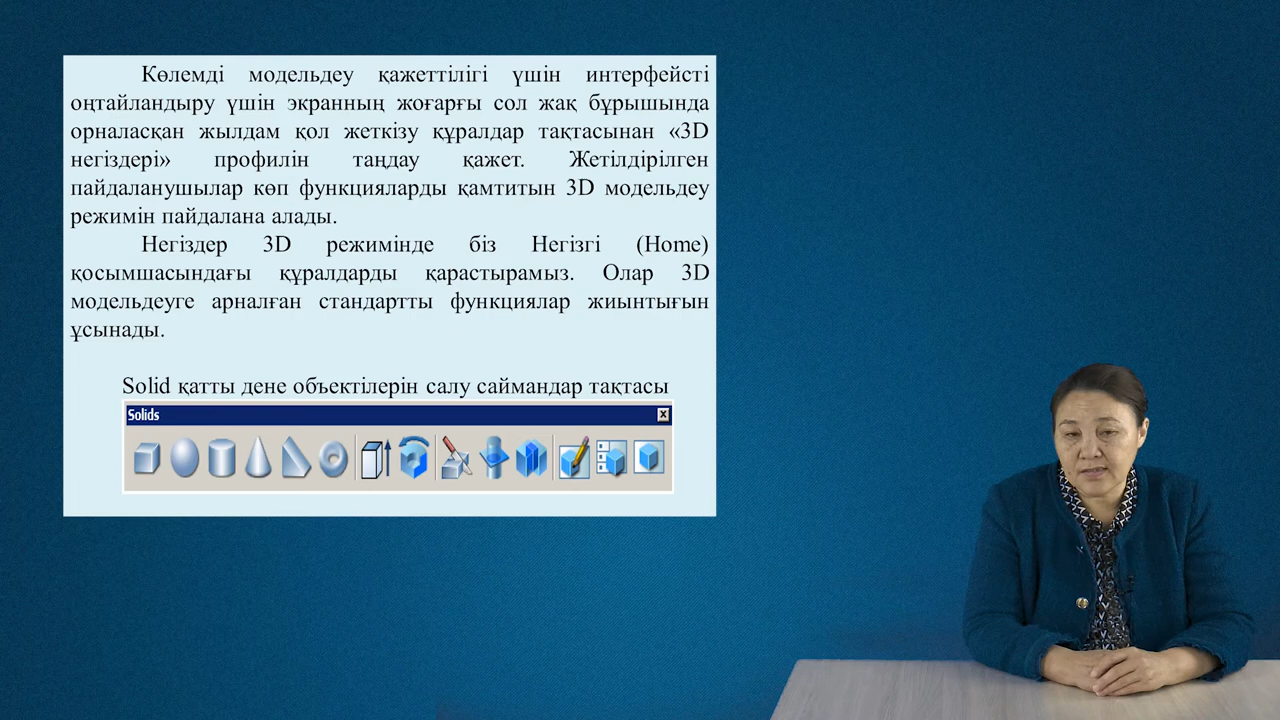 Көлемді модельдеу қажеттілігі үшін интерфейсті
оңтайландыру үшін экранның жоғарғы сол жақ бұрышында
орналасқан жылдам қол жеткізу құралдар тақтасынан «3D
негіздері» профилін таңдау қажет. Жетілдірілген
пайдаланушылар көп функцияларды қамтитын 3D модельдеу
режимін пайдалана алады.
Негіздер 3D режимінде біз Негізгі (Home)
қосымшасындағы құралдарды қарастырамыз. Олар 3D
модельдеуге арналған стандартты функциялар жиынтығын
ұсынады.
Solid қатты дене объектілерін салу саймандар тақтасы
Solids